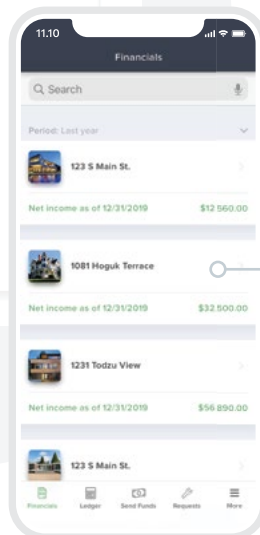 11.10
Financials
Search
Period: Last year
123 S Main St.
Net income as of 12/31/2019 $12 560.00
1081 Hoguk Terrace
Net income as of 12/31/2019 $32.500.00
1231 Todzu View
Net income as of 12/31/2019 $56 890.00
123 S Main St.
Financials Ledger Send Funds Requests More